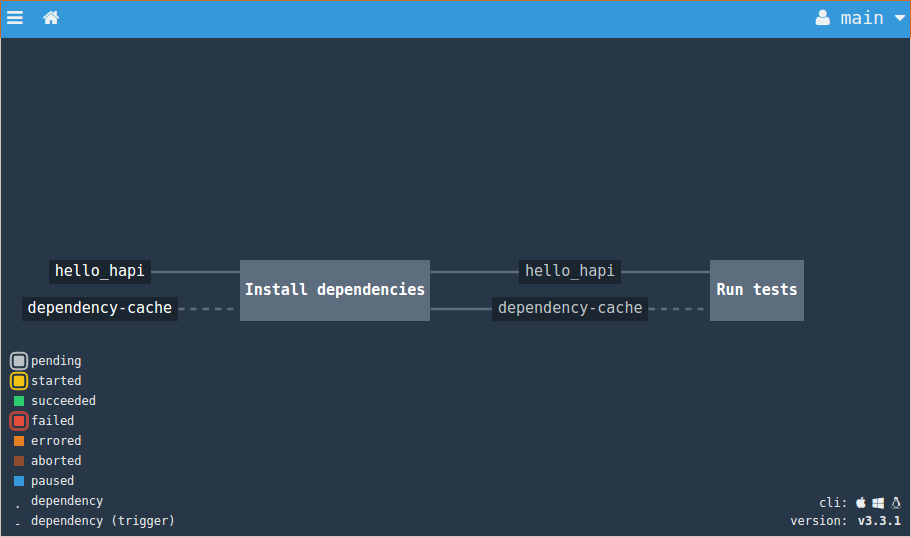 main
hello_hapi
Install dependencies
hello_hapi
Run tests
dependency-cache
dependency-cache
pending
started
succeeded
failed
errored
aborted
paused
dependency
dependency (trigger)
cli:
version: v3.3.1